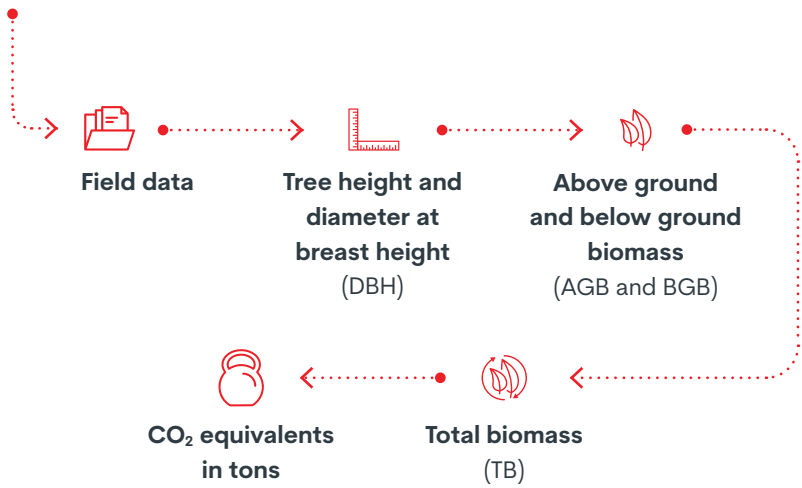 Field data
Tree height and
diameter at
breast height
(DBH)
Above ground
and below ground
biomass
(AGB and BGB)
CO₂ equivalents
in tons
Total biomass
(TB)